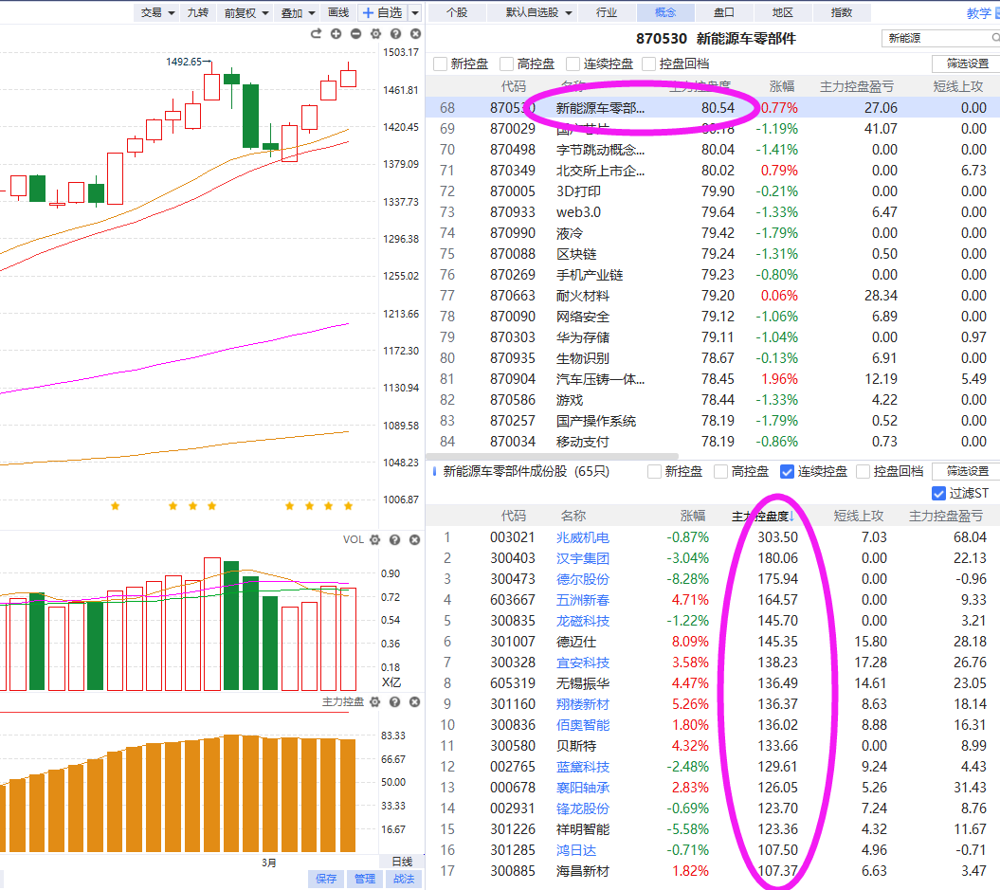 交易 九转 前复权 叠加 画线 自选 个股 默认自选股 行业 概念 盘口 地区 指数 教学
870530 新能源车零部件 新能源
新控盘 高控盘 连续控盘 控盘回档 筛选设置
代码 名称 主力控盘度 涨幅 主力控盘盈亏 短线上攻
68 870530 新能源车零部... 80.54 0.77% 27.06 0.00
69 870029 国产芯片 80.18 -1.19% 41.07 0.00
70 870498 字节跳动概念... 80.04 -1.41% 0.00 0.00
71 870349 北交所上市企... 80.02 0.79% 0.00 6.73
72 870005 3D打印 79.90 -0.21% 0.00 0.00
73 870933 web3.0 79.64 -1.33% 6.47 0.00
74 870990 液冷 79.42 -1.79% 0.00 0.00
75 870088 区块链 79.24 -1.31% 0.50 0.00
76 870269 手机产业链 79.23 -0.80% 0.00 0.00
77 870663 耐火材料 79.20 0.06% 28.34 0.00
78 870090 网络安全 79.12 -1.06% 6.89 0.00
79 870303 华为存储 79.11 -1.04% 0.00 0.97
80 870935 生物识别 78.67 -0.13% 6.91 0.00
81 870904 汽车压铸一体... 78.45 1.96% 12.19 5.49
82 870586 游戏 78.44 -1.33% 4.22 0.00
83 870257 国产操作系统 78.19 -1.79% 0.52 0.00
84 870034 移动支付 78.19 -0.86% 0.73 0.00
新能源车零部件成份股 (65只) 新控盘 高控盘 连续控盘 控盘回档 筛选设置
过滤ST
代码 名称 涨幅 主力控盘度↓ 短线上攻 主力控盘盈亏
1 003021 兆威机电 -0.87% 303.50 7.03 68.04
2 300403 汉宇集团 -3.04% 180.06 0.00 22.13
3 300473 德尔股份 -8.28% 175.94 0.00 -0.96
4 603667 五洲新春 4.71% 164.57 0.00 9.33
5 300835 龙磁科技 -1.22% 145.70 0.00 3.21
6 301007 德迈仕 8.09% 145.35 15.80 28.18
7 300328 宜安科技 3.58% 138.23 17.28 26.76
8 605319 无锡振华 4.47% 136.49 14.61 23.05
9 301160 翔楼新材 5.26% 136.37 8.63 18.14
10 300836 佰奥智能 1.80% 136.02 8.88 16.31
11 300580 贝斯特 4.32% 133.66 0.00 8.99
12 002765 蓝黛科技 -2.48% 129.61 9.24 4.43
13 000678 襄阳轴承 2.83% 126.05 5.26 31.43
14 002931 锋龙股份 -0.69% 123.70 7.24 8.76
15 301226 祥明智能 -5.58% 123.36 4.32 11.67
16 301285 鸿日达 -0.71% 107.50 4.96 -0.71
17 300885 海昌新材 1.82% 107.37 6.63 3.47
1503.17
1492.65→
1461.81
1420.45
1379.09
1337.73
1296.38
1255.02
1213.66
1172.30
1130.94
1089.58
1048.23
1006.87
VOL
0.90
0.72
0.54
0.36
0.18
X亿
主力控盘
83.33
66.67
50.00
33.33
16.67
3月 日线
保存 管理 战法